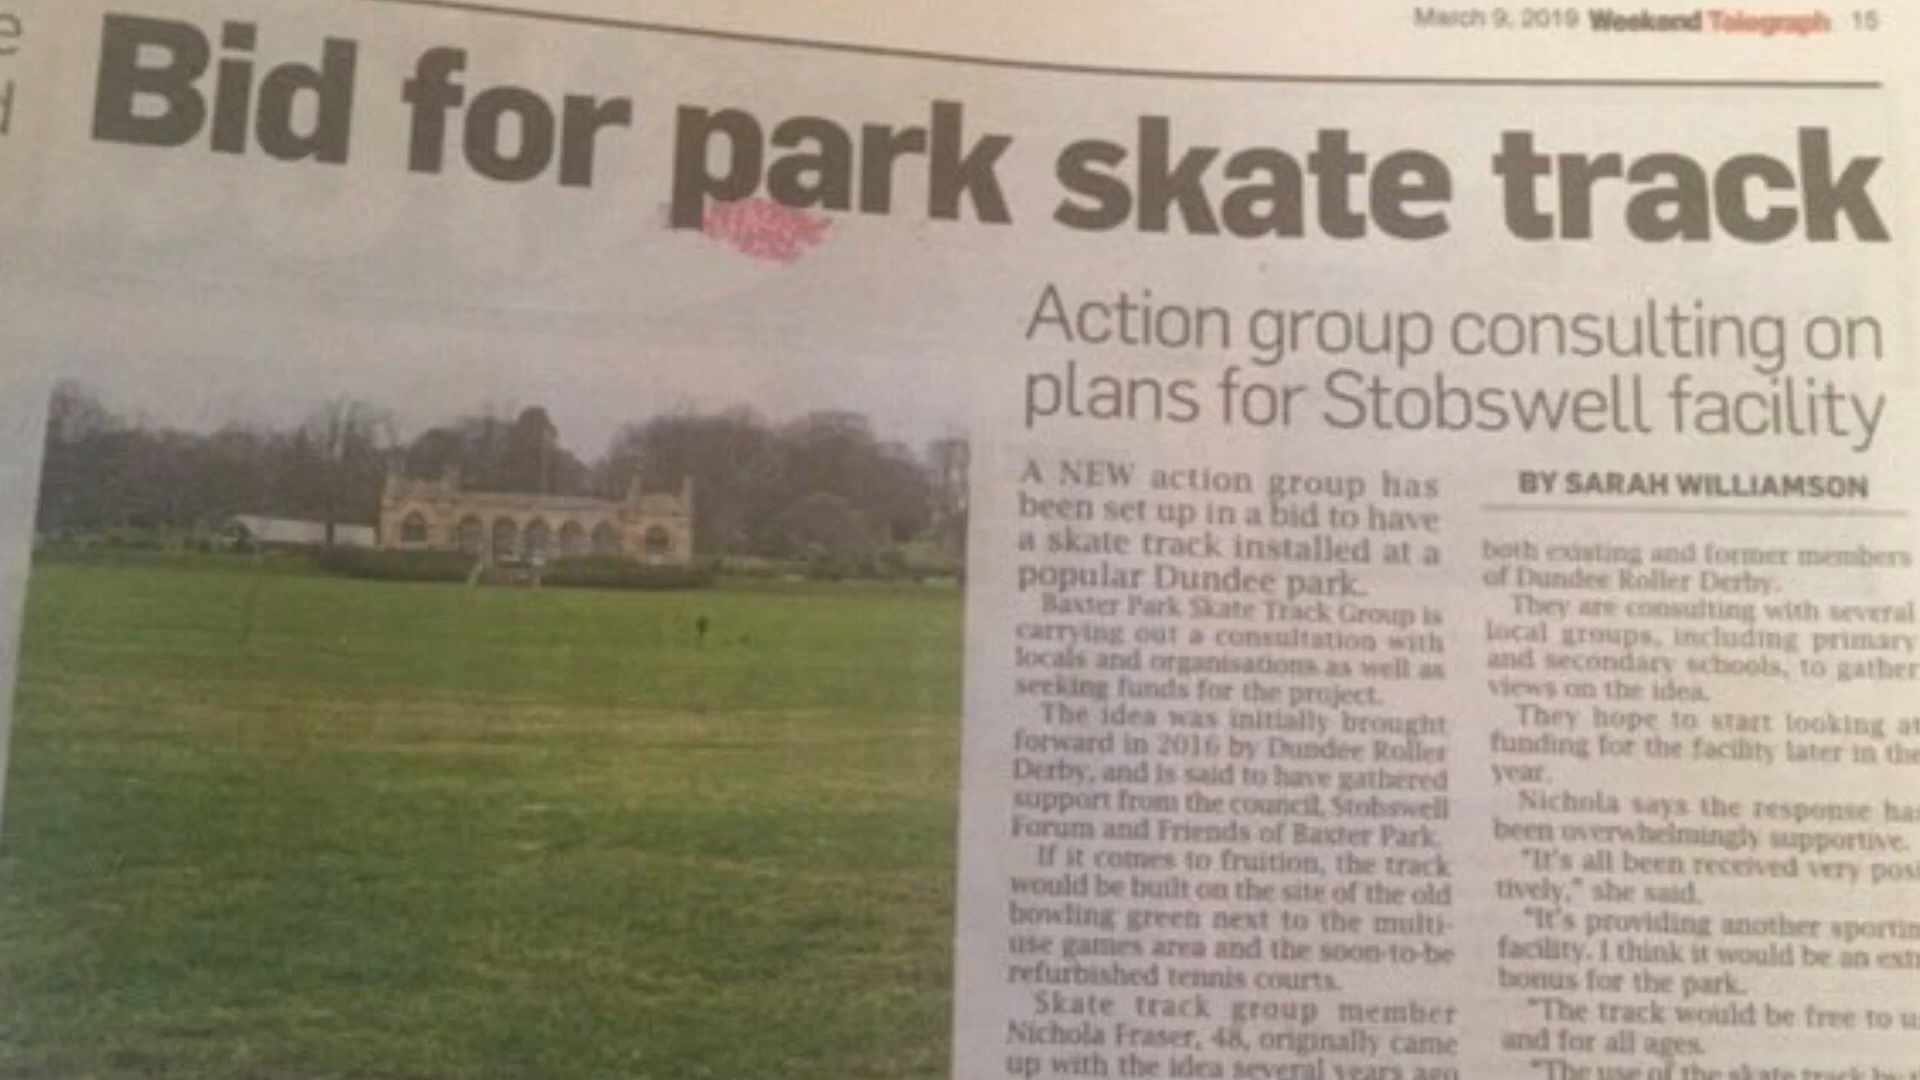 March 9, 2019 Weekend Telegraph 15
Bid for park skate track
Action group consulting on
plans for Stobswell facility
A NEW action group has
been set up in a bid to have
a skate track installed at a
popular Dundee park.
Baxter Park Skate Track Group is
carrying out a consultation with
locals and organisations as well as
seeking funds for the project.
The idea was initially brought
forward in 2016 by Dundee Roller
Derby, and is said to have gathered
support from the council, Stobswell
Forum and Friends of Baxter Park.
If it comes to fruition, the track
would be built on the site of the old
bowling green next to the multi-
use games area and the soon-to-be
refurbished tennis courts.
Skate track group member
Nichola Fraser, 48, originally came
up with the idea several years ago
BY SARAH WILLIAMSON
both existing and former members
of Dundee Roller Derby.
They are consulting with several
local groups, including primary
and secondary schools, to gather
views on the idea.
They hope to start looking at
funding for the facility later in the
year.
Nichola says the response has
been overwhelmingly supportive.
"It's all been received very posi
tively," she said.
"It's providing another sportin
facility. I think it would be an extr
bonus for the park.
"The track would be free to u
and for all ages.
"The use of the skate track by